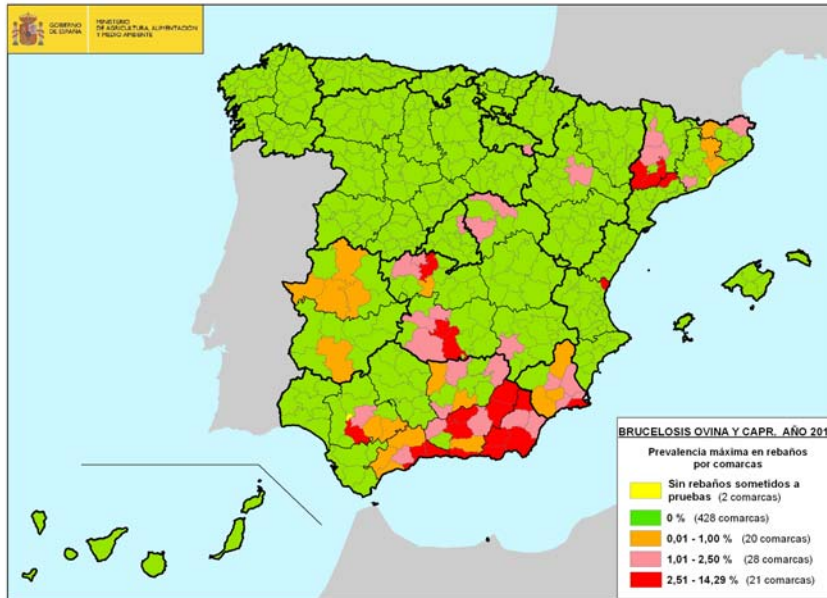 GOBIERNO
DE ESPAÑA
MINISTERIO
DE AGRICULTURA, ALIMENTACIÓN
Y MEDIO AMBIENTE
BRUCELOSIS OVINA Y CAPR. AÑO 201
Prevalencia máxima en rebaños
por comarcas
Sin rebaños sometidos a
pruebas (2 comarcas)
0 % (428 comarcas)
0,01 - 1,00 % (20 comarcas)
1,01 - 2,50 % (28 comarcas)
2,51 - 14,29 % (21 comarcas)